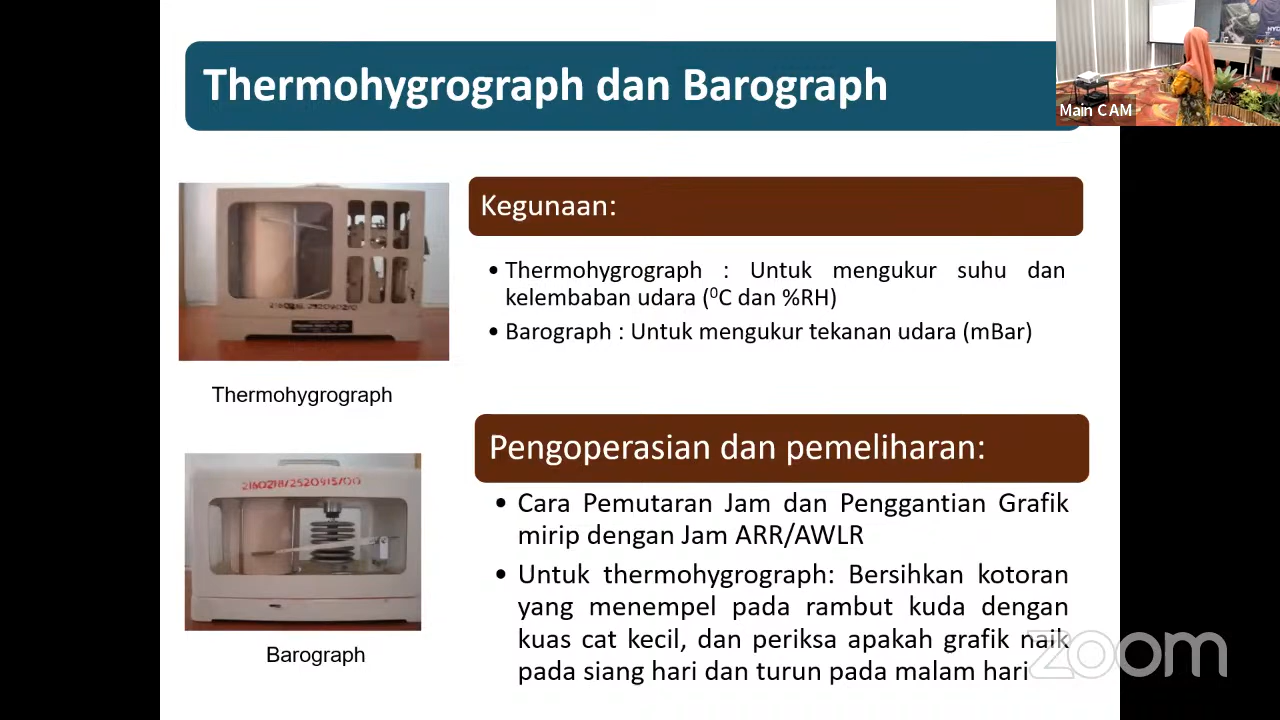 Thermohygrograph dan Barograph
Main CAM
Kegunaan:
• Thermohygrograph : Untuk mengukur suhu dan
kelembaban udara (⁰C dan %RH)
• Barograph : Untuk mengukur tekanan udara (mBar)
Thermohygrograph
Pengoperasian dan pemeliharan:
• Cara Pemutaran Jam dan Penggantian Grafik
mirip dengan Jam ARR/AWLR
• Untuk thermohygrograph: Bersihkan kotoran
yang menempel pada rambut kuda dengan
kuas cat kecil, dan periksa apakah grafik naik
pada siang hari dan turun pada malam hari
2160218/2520415/00
Barograph
zoom